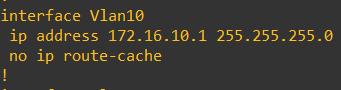 interface Vlan10
ip address 172.16.10.1 255.255.255.0
no ip route-cache
!